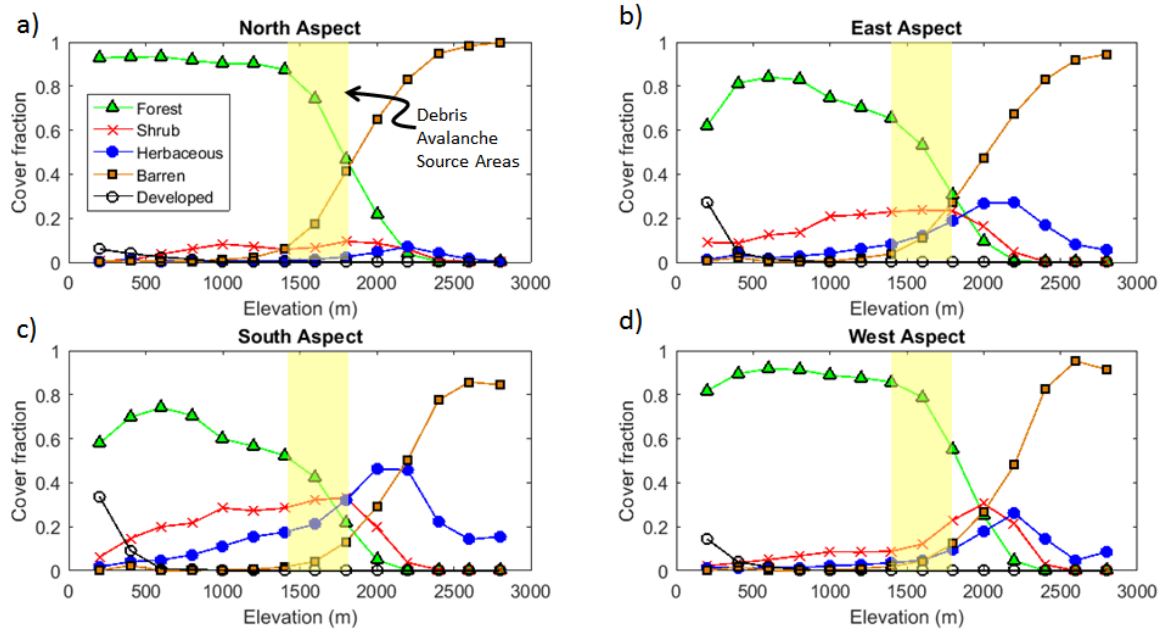 a)
North Aspect
1
0.8
0.6
0.4
0.2
0
Cover fraction
Forest
Shrub
Herbaceous
Barren
Developed
Debris
Avalanche
Source Areas
0 500 1000 1500 2000 2500 3000
Elevation (m)
b)
East Aspect
1
0.8
0.6
0.4
0.2
0
Cover fraction
0 500 1000 1500 2000 2500 3000
Elevation (m)
c)
South Aspect
1
0.8
0.6
0.4
0.2
0
Cover fraction
0 500 1000 1500 2000 2500 3000
Elevation (m)
d)
West Aspect
1
0.8
0.6
0.4
0.2
0
Cover fraction
0 500 1000 1500 2000 2500 3000
Elevation (m)